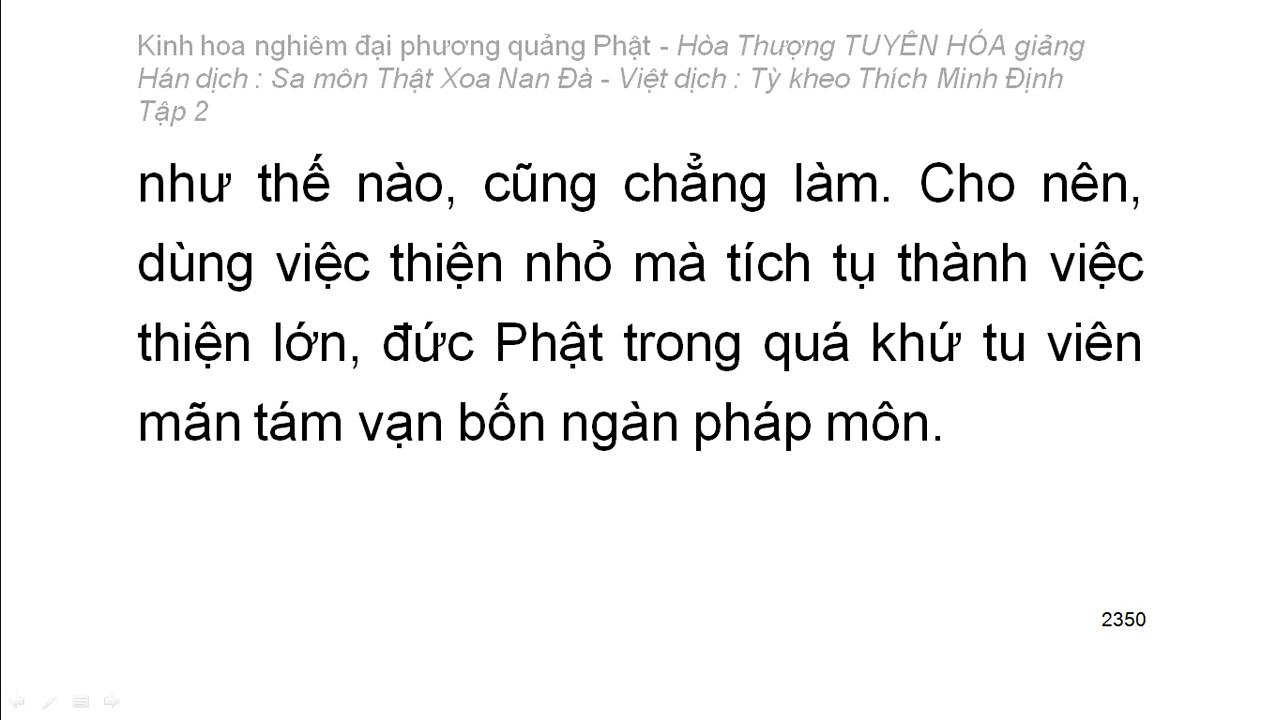 Kinh hoa nghiêm đại phương quảng Phật - Hòa Thượng TUYÊN HÓA giảng
Hán dịch : Sa môn Thật Xoa Nan Đà - Việt dịch : Tỳ kheo Thích Minh Định
Tập 2
như thế nào, cũng chẳng làm. Cho nên,
dùng việc thiện nhỏ mà tích tụ thành việc
thiện lớn, đức Phật trong quá khứ tu viên
mãn tám vạn bốn ngàn pháp môn.
2350